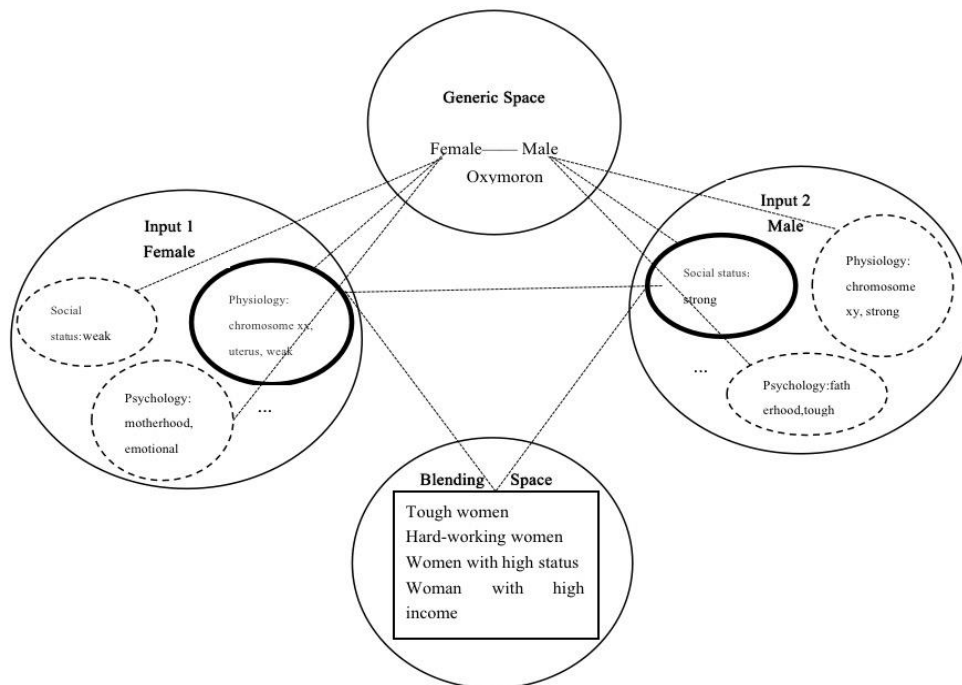 Generic Space
Female—— Male
Oxymoron
Input 1
Female
Social
status:weak
Physiology:
chromosome xx,
uterus, weak
Psychology:
motherhood,
emotional
...
Input 2
Male
Social status:
strong
Physiology:
chromosome
xy, strong
...
Psychology:fath
erhood,tough
Blending Space
Tough women
Hard-working women
Women with high status
Woman with high
income